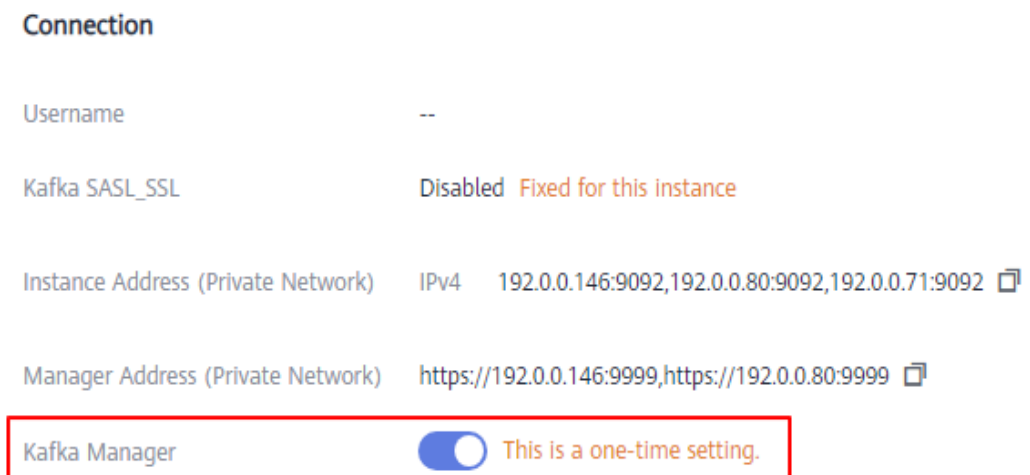 Connection
Username --
Kafka SASL_SSL Disabled Fixed for this instance
Instance Address (Private Network) IPv4 192.0.0.146:9092,192.0.0.80:9092,192.0.0.71:9092
Manager Address (Private Network) https://192.0.0.146:9999,https://192.0.0.80:9999
Kafka Manager This is a one-time setting.